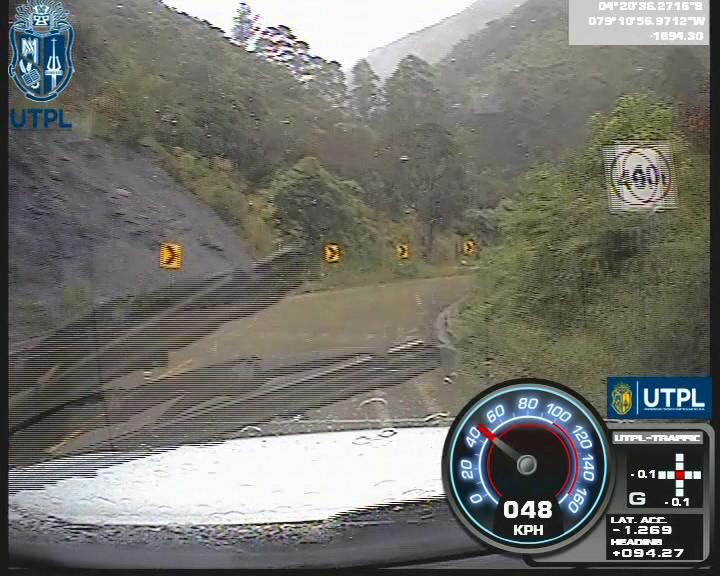 UTPL
04°20'36.2716"S
079°10'56.9712"W
-1694.30
UTPL
20
40
60
80
100
120
140
160
0
048
KPH
UTPL-TRAFFIC
-0.1
G
-0.1
LAT. ACC.
-1.269
HEADING
+094.27